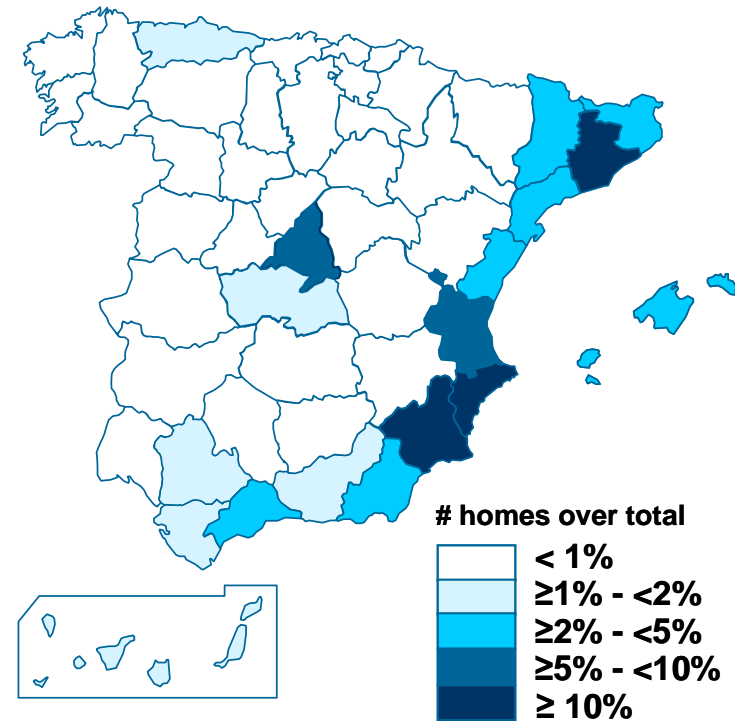 # homes over total
< 1%
≥1% - <2%
≥2% - <5%
≥5% - <10%
≥ 10%